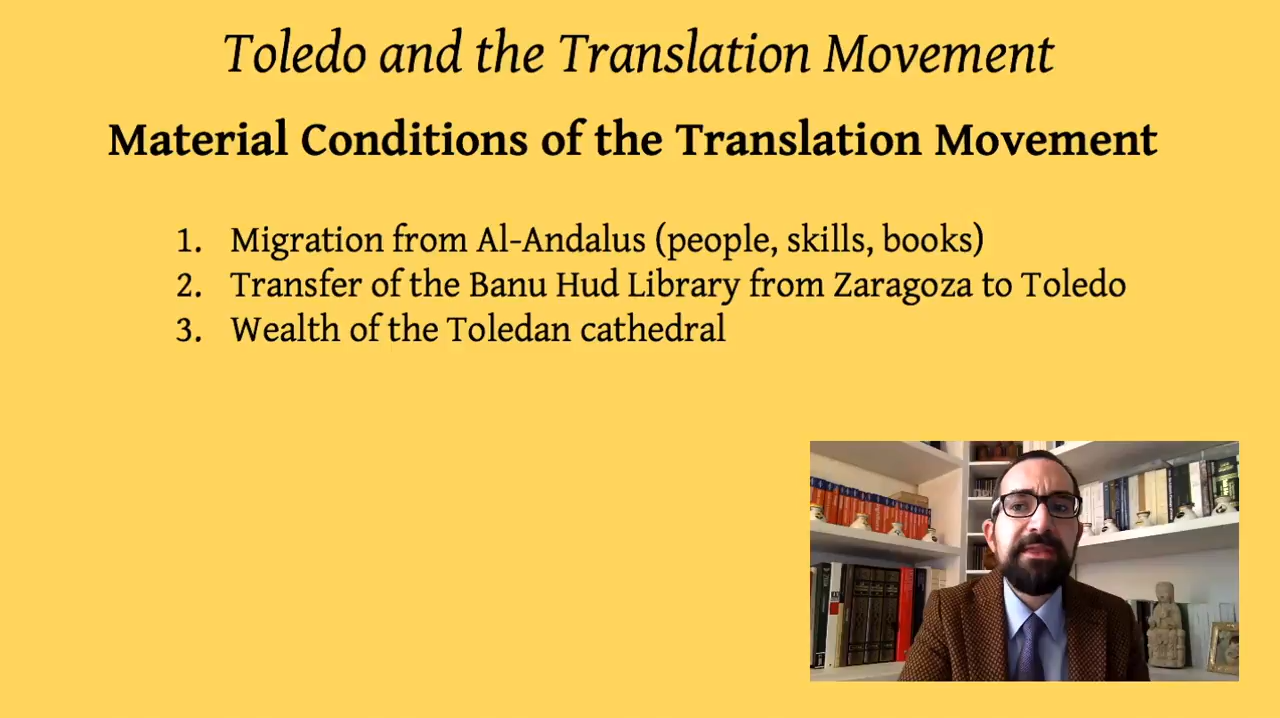 Toledo and the Translation Movement
Material Conditions of the Translation Movement
1. Migration from Al-Andalus (people, skills, books)
2. Transfer of the Banu Hud Library from Zaragoza to Toledo
3. Wealth of the Toledan cathedral